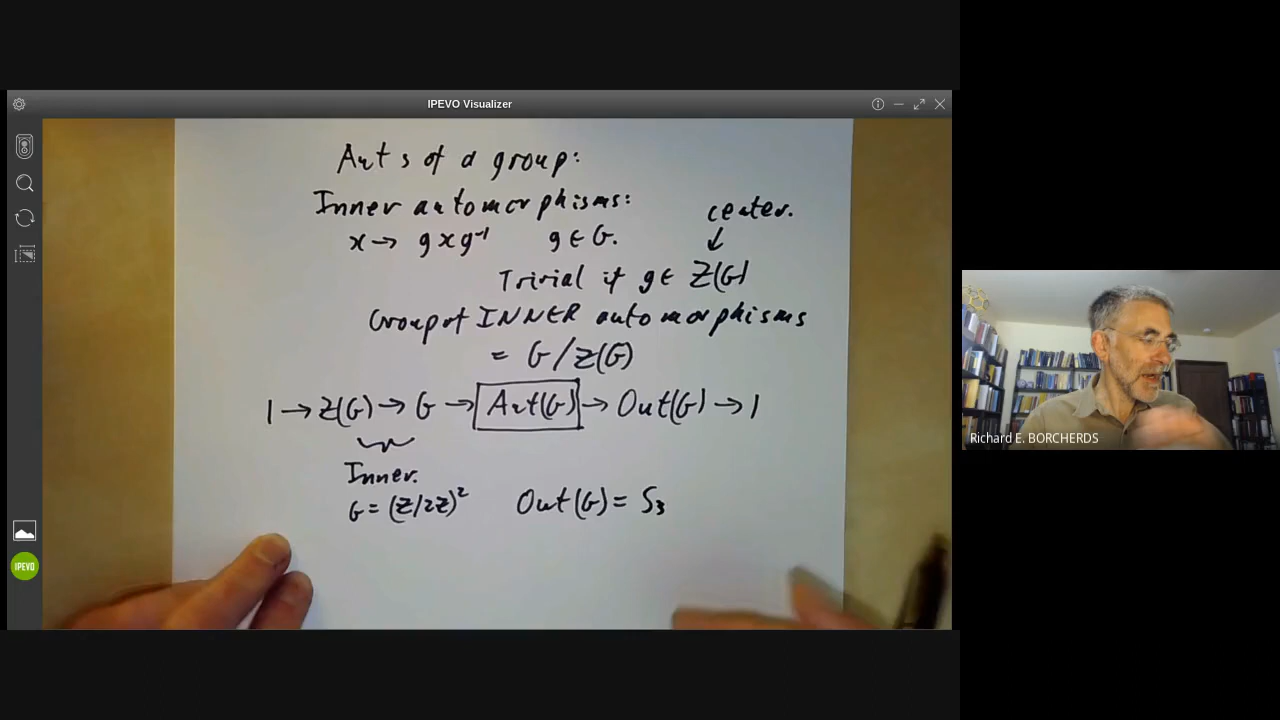 IPEVO Visualizer
Auts of a group:
Inner automorphisms:
center.
x → gxg⁻¹ g ∈ G. ↓
Trivial if g ∈ Z(G)
Group of INNER automorphisms
= G/Z(G)
1 → Z(G) → G → Aut(G) → Out(G) → 1
Inner.
G = (Z/2Z)² Out(G) = S₃
IPEVO
Richard E. BORCHERDS